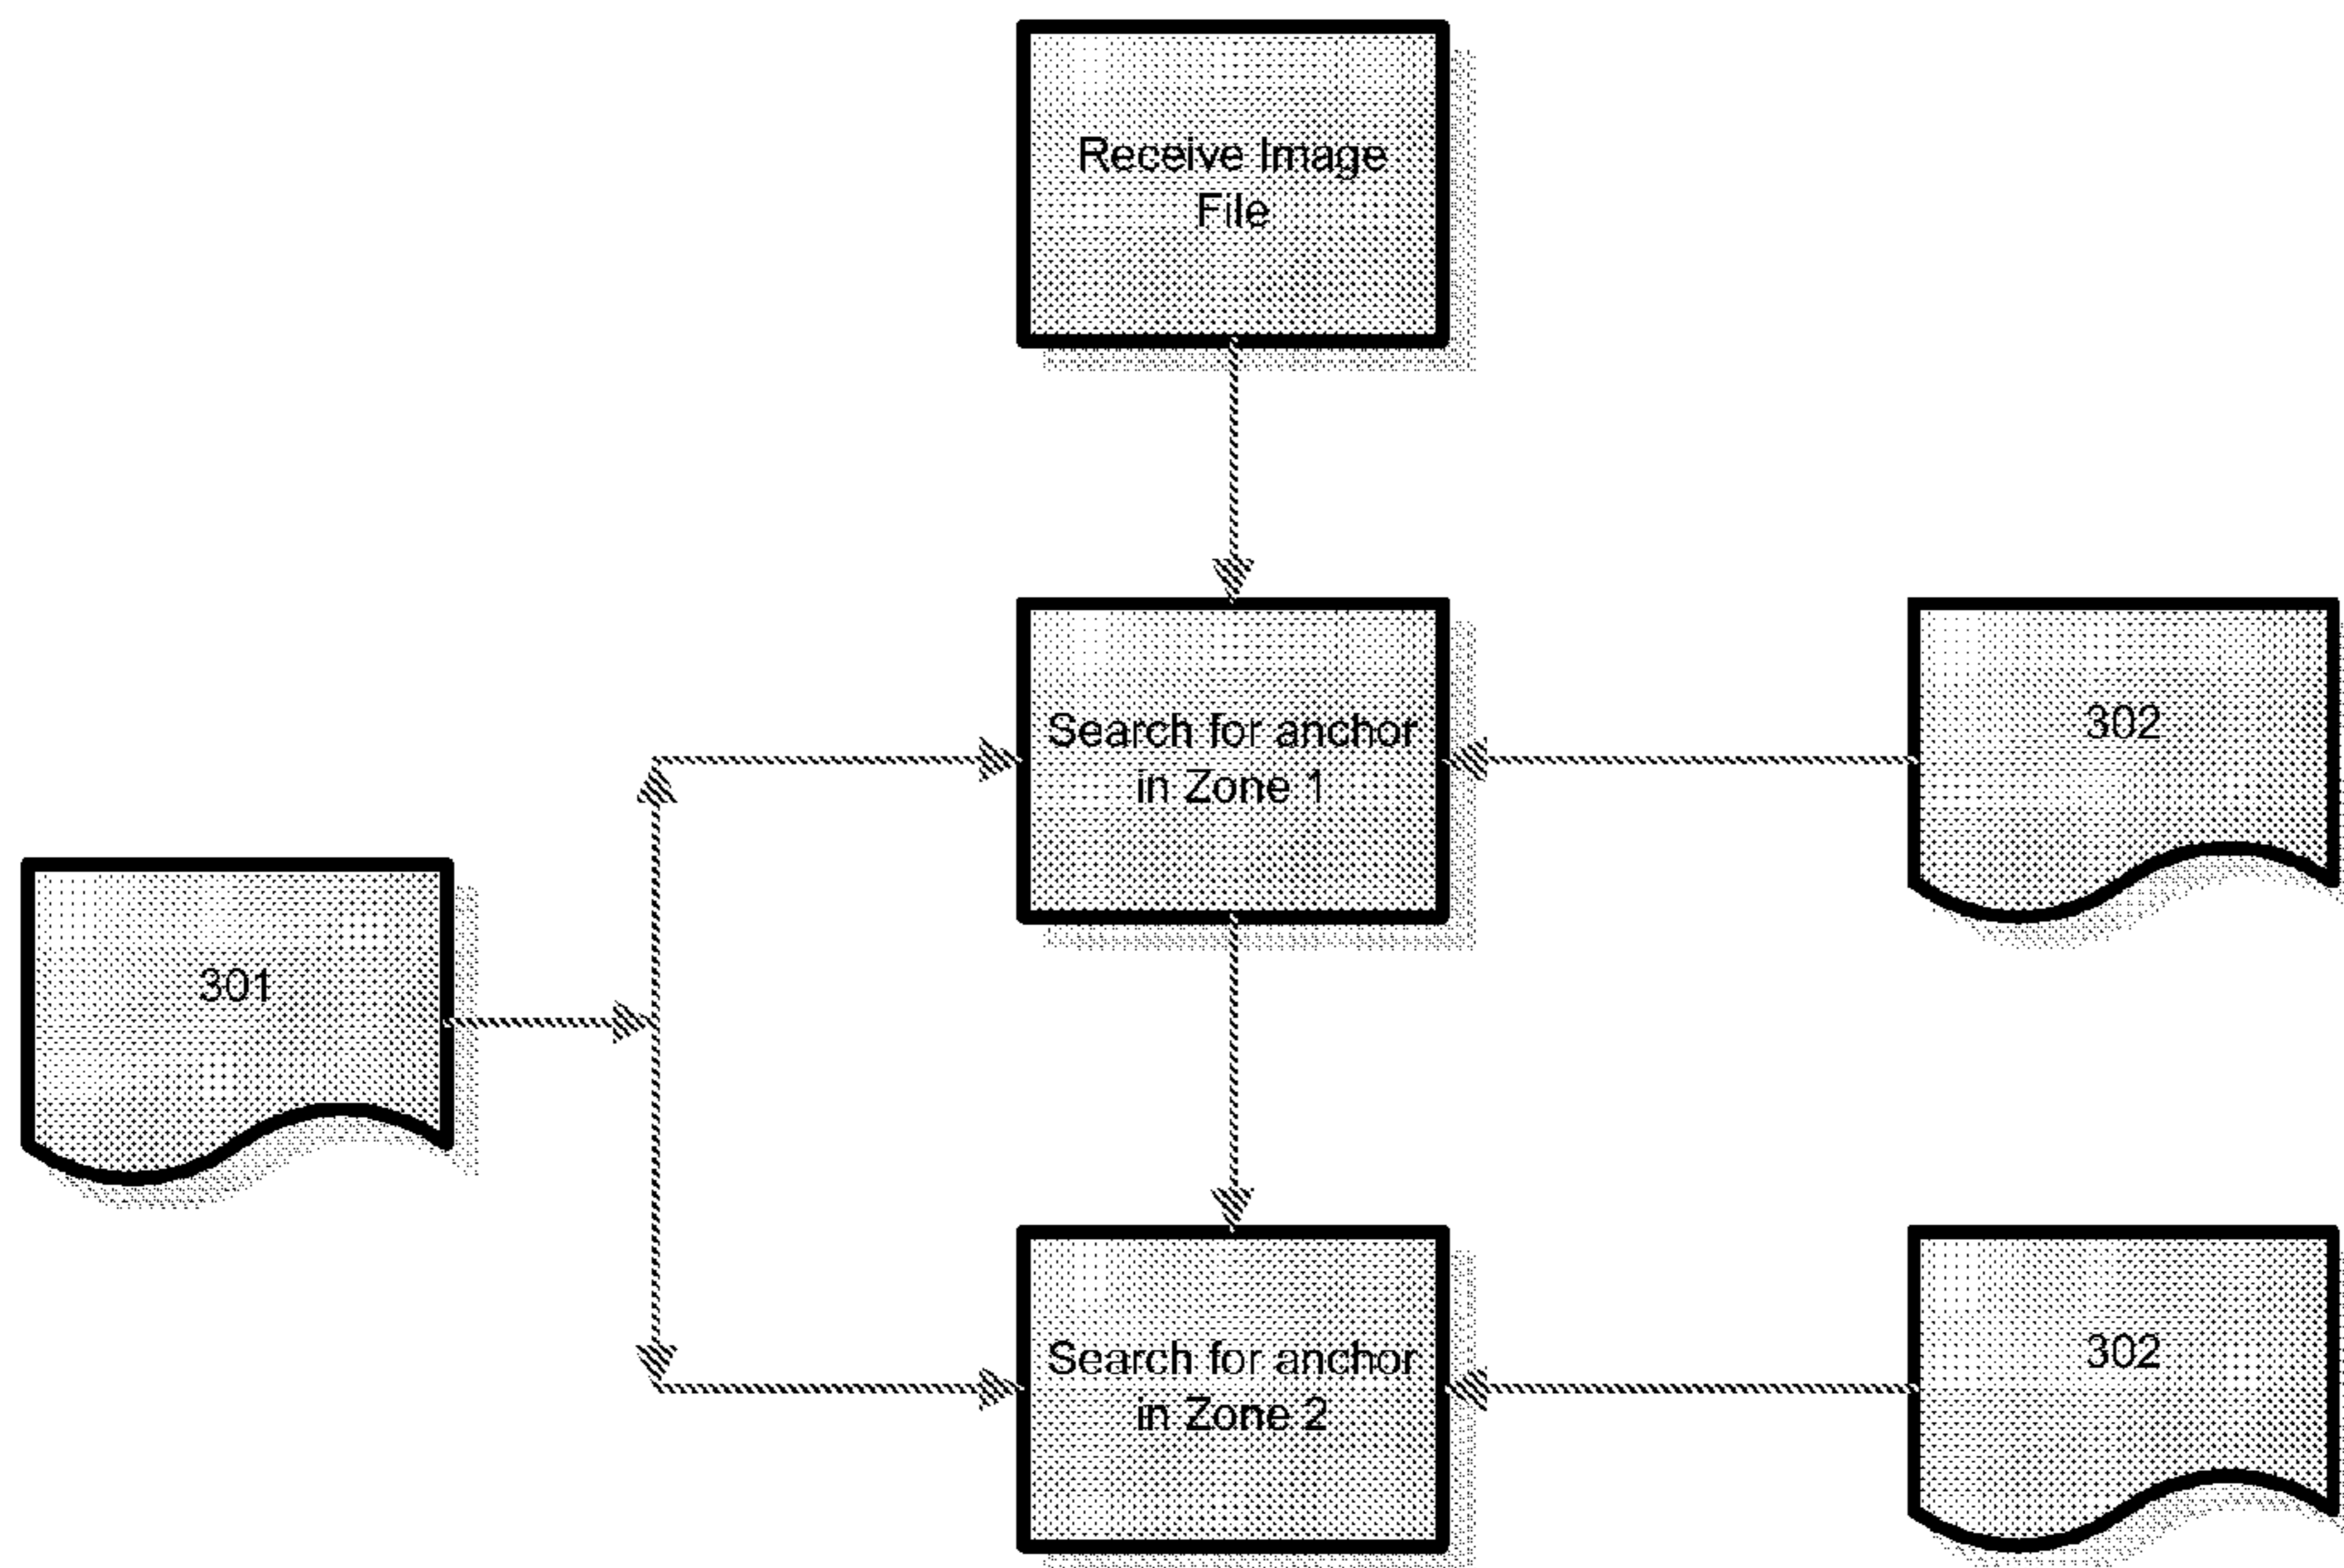 Receive Image
File
Search for anchor
in Zone 1
302
301
Search for anchor
in Zone 2
302